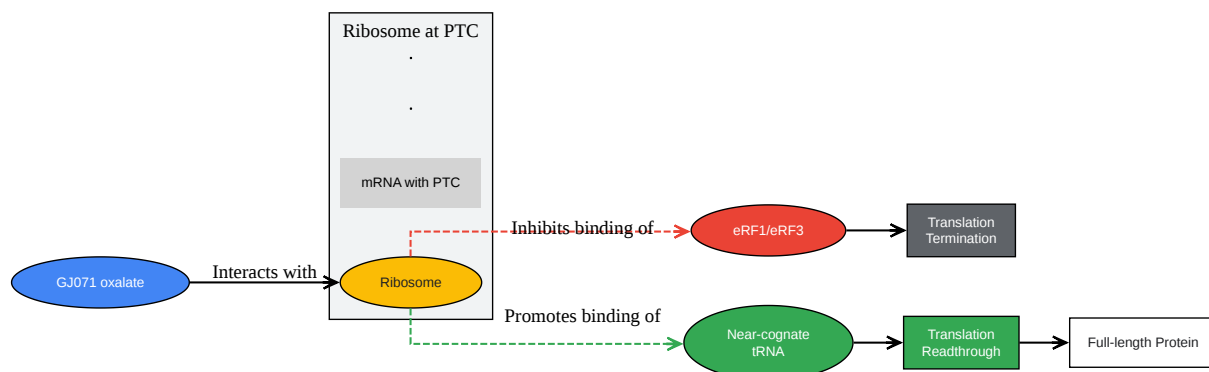 Ribosome at PTC
.
.
mRNA with PTC
Inhibits binding of
eRF1/eRF3
Translation
Termination
GJ071 oxalate
Interacts with
Ribosome
Promotes binding of
Near-cognate
tRNA
Translation
Readthrough
Full-length Protein